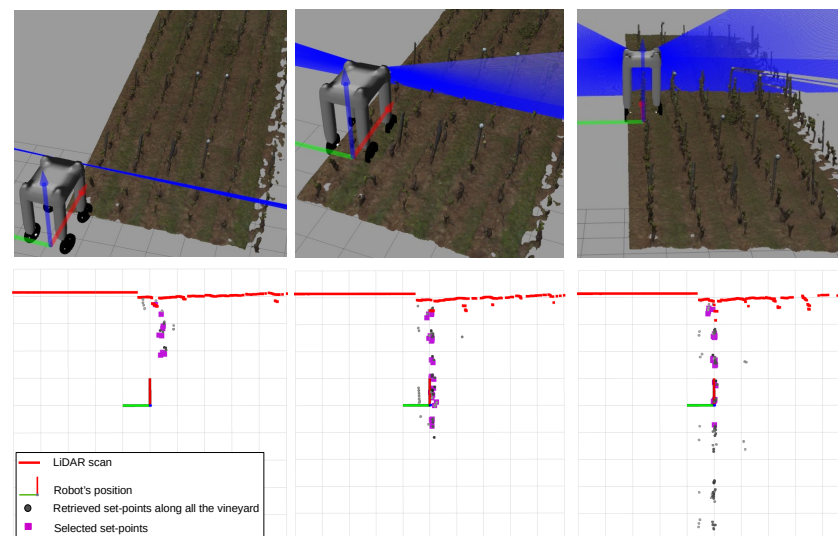 LiDAR scan
Robot's position
Retrieved set-points along all the vineyard
Selected set-points